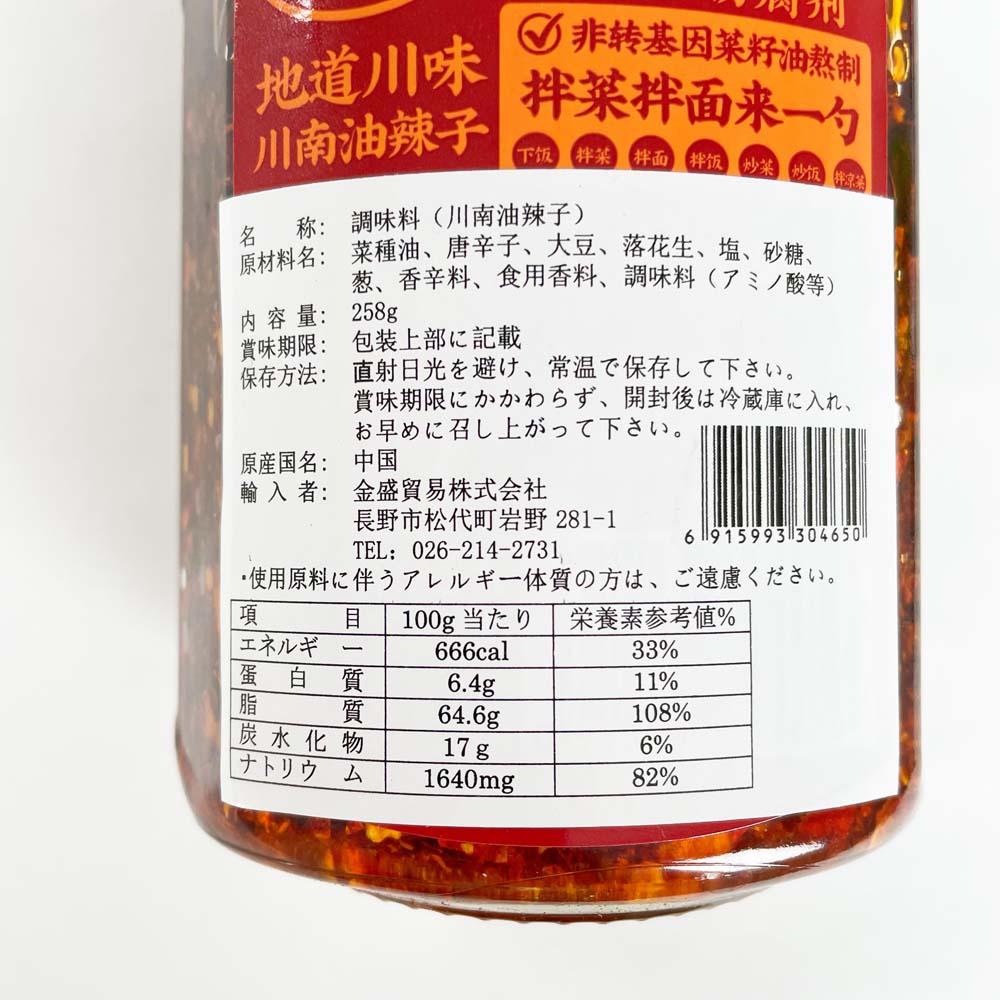 防腐剂
非转基因菜籽油熬制
地道川味
川南油辣子
拌菜拌面来一勺
下饭 拌菜 拌面 拌饭 炒菜 炒饭 拌凉菜
名 称: 調味料（川南油辣子）
原材料名: 菜種油、唐辛子、大豆、落花生、塩、砂糖、
葱、香辛料、食用香料、調味料（アミノ酸等）
内 容 量: 258g
賞味期限: 包装上部に記載
保存方法: 直射日光を避け、常温で保存して下さい。
賞味期限にかかわらず、開封後は冷蔵庫に入れ、
お早めに召し上がって下さい。
原産国名: 中国
輸 入 者: 金盛貿易株式会社
長野市松代町岩野 281-1
TEL: 026-214-2731
6 915993 304650
・使用原料に伴うアレルギー体質の方は、ご遠慮ください。
項 目 100g 当たり 栄養素参考値%
エネルギー 666cal 33%
蛋 白 質 6.4g 11%
脂 質 64.6g 108%
炭 水 化 物 17 g 6%
ナトリウム 1640mg 82%